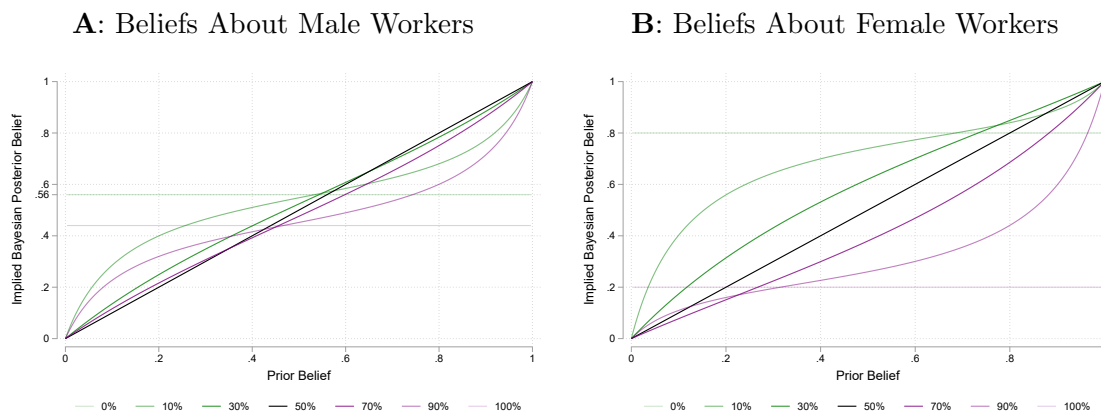 A: Beliefs About Male Workers
Implied Bayesian Posterior Belief
1
.8
.6
.56
.4
.2
0
0 .2 .4 .6 .8 1
Prior Belief
0% 10% 30% 50% 70% 90% 100%
B: Beliefs About Female Workers
Implied Bayesian Posterior Belief
1
.8
.6
.4
.2
0
0 .2 .4 .6 .8
Prior Belief
0% 10% 30% 50% 70% 90% 100%